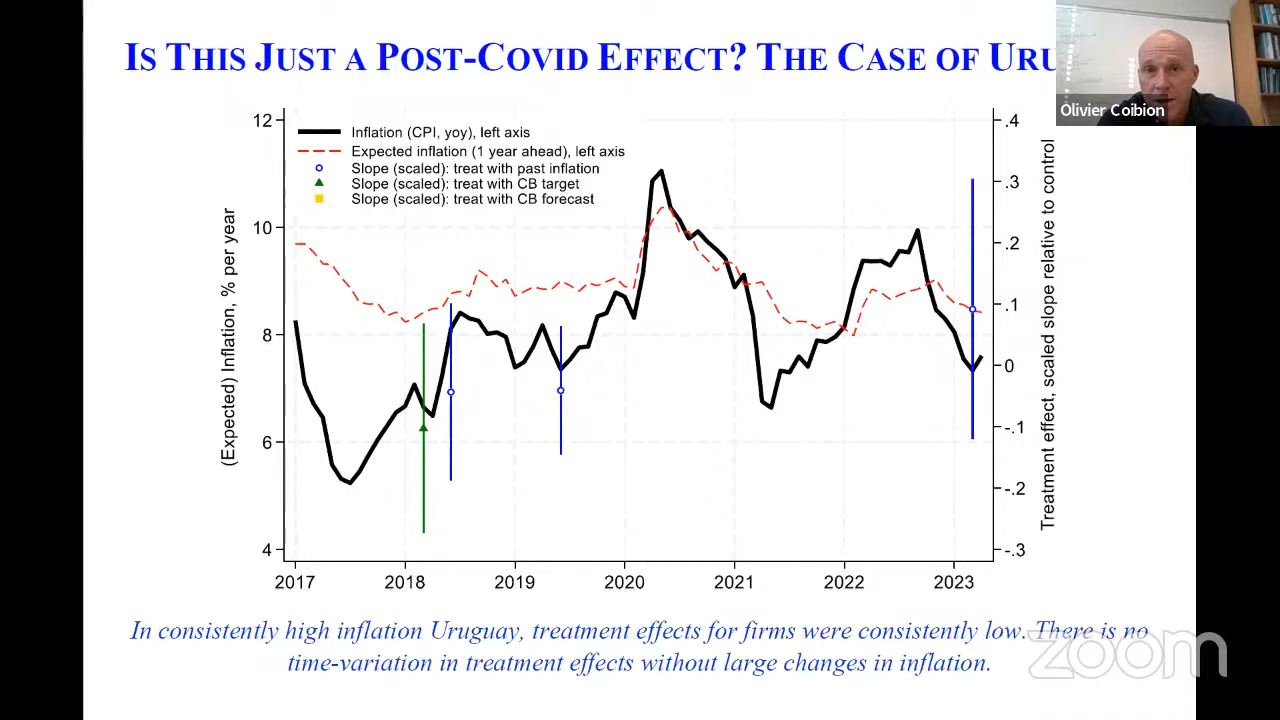 IS THIS JUST A POST-COVID EFFECT? THE CASE OF URU
Olivier Coibion
Inflation (CPI, yoy), left axis
Expected inflation (1 year ahead), left axis
Slope (scaled): treat with past inflation
Slope (scaled): treat with CB target
Slope (scaled): treat with CB forecast
(Expected) Inflation, % per year
12
10
8
6
4
.4
.3
.2
.1
0
-.1
-.2
-.3
Treatment effect, scaled slope relative to control
2017 2018 2019 2020 2021 2022 2023
In consistently high inflation Uruguay, treatment effects for firms were consistently low. There is no
time-variation in treatment effects without large changes in inflation.
zoom